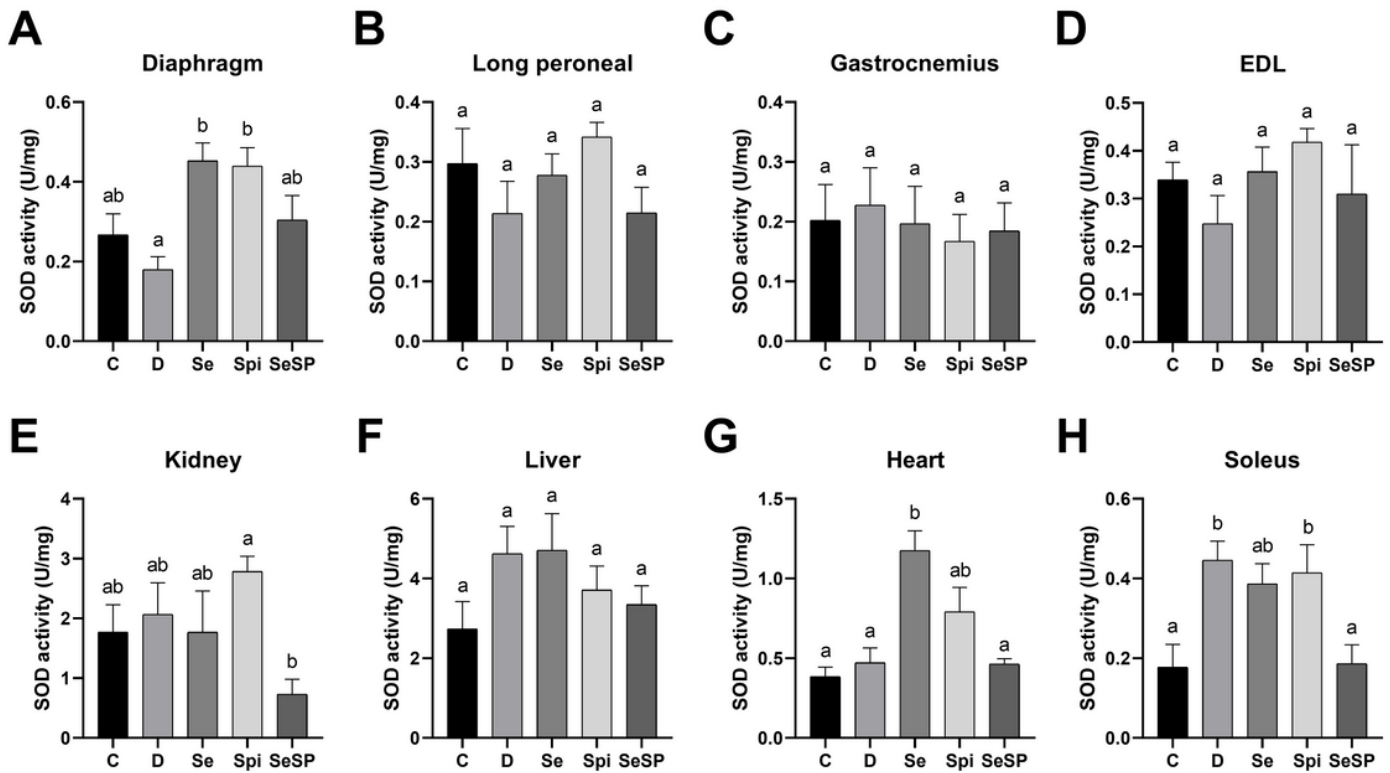 A
Diaphragm
SOD activity (U/mg)
0.6
0.4
0.2
0.0
ab
a
b
b
ab
C D Se Spi SeSP
B
Long peroneal
SOD activity (U/mg)
0.4
0.3
0.2
0.1
0.0
a
a
a
a
a
C D Se Spi SeSP
C
Gastrocnemius
SOD activity (U/mg)
0.4
0.3
0.2
0.1
0.0
a
a
a
a
a
C D Se Spi SeSP
D
EDL
SOD activity (U/mg)
0.5
0.4
0.3
0.2
0.1
0.0
a
a
a
a
a
C D Se Spi SeSP
E
Kidney
SOD activity (U/mg)
4
3
2
1
0
ab
ab
ab
a
b
C D Se Spi SeSP
F
Liver
SOD activity (U/mg)
6
4
2
0
a
a
a
a
a
C D Se Spi SeSP
G
Heart
SOD activity (U/mg)
1.5
1.0
0.5
0.0
a
a
b
ab
a
C D Se Spi SeSP
H
Soleus
SOD activity (U/mg)
0.6
0.4
0.2
0.0
a
b
ab
b
a
C D Se Spi SeSP